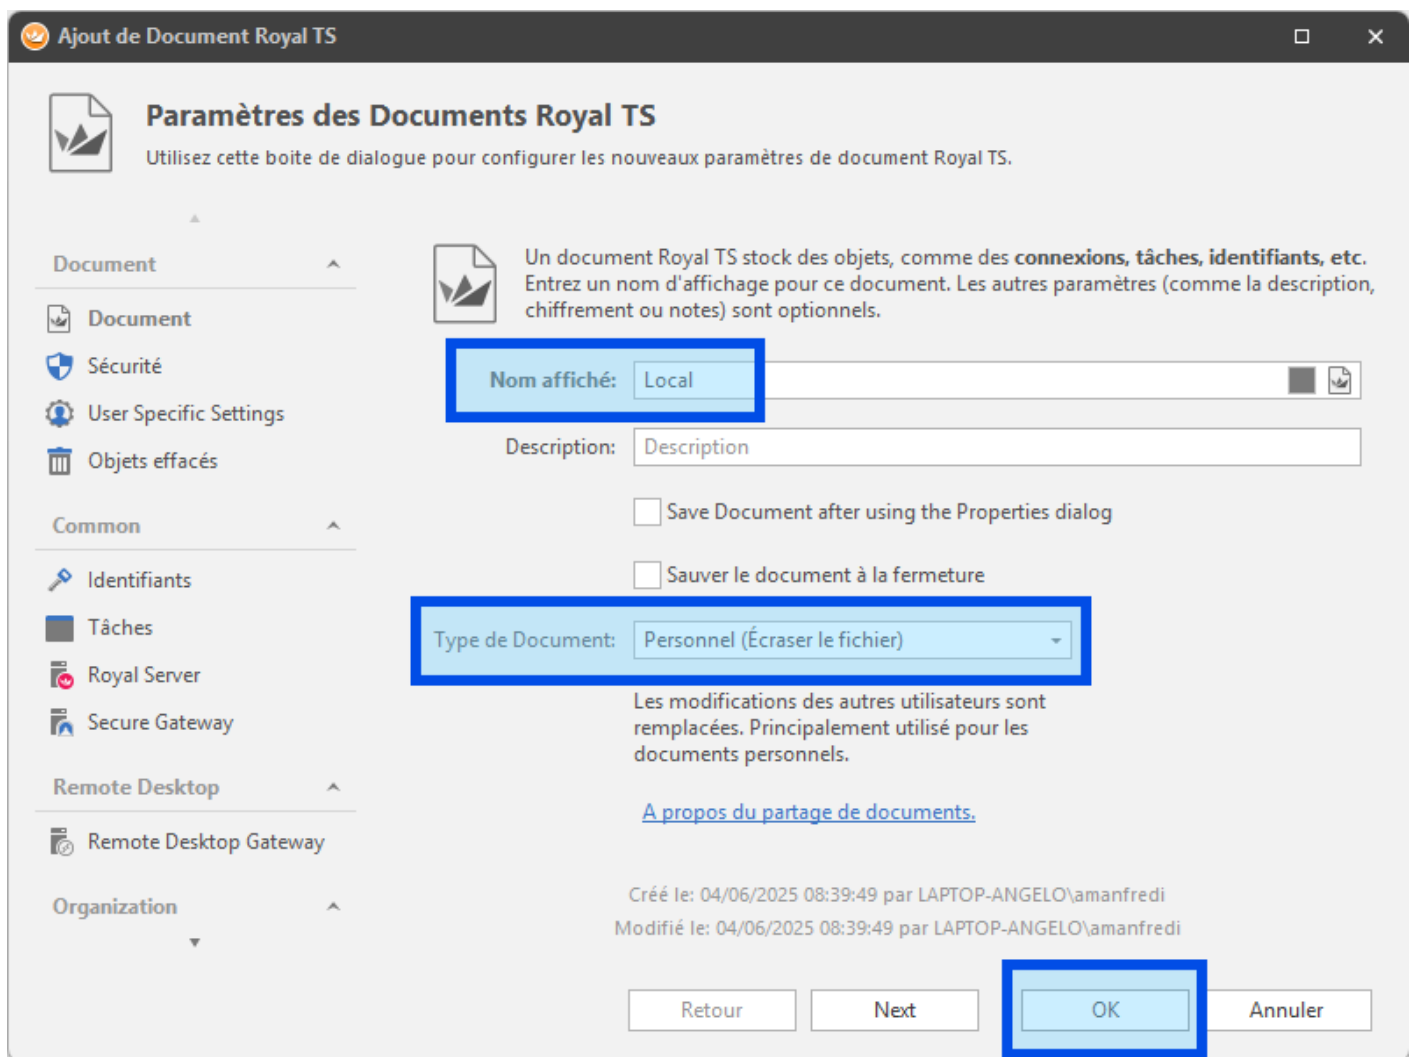 Ajout de Document Royal TS
Paramètres des Documents Royal TS
Utilisez cette boite de dialogue pour configurer les nouveaux paramètres de document Royal TS.
Document
Document
Sécurité
User Specific Settings
Objets effacés
Common
Identifiants
Tâches
Royal Server
Secure Gateway
Remote Desktop
Remote Desktop Gateway
Organization
Un document Royal TS stock des objets, comme des connexions, tâches, identifiants, etc.
Entrez un nom d'affichage pour ce document. Les autres paramètres (comme la description,
chiffrement ou notes) sont optionnels.
Nom affiché: Local
Description: Description
Save Document after using the Properties dialog
Sauver le document à la fermeture
Type de Document: Personnel (Écraser le fichier)
Les modifications des autres utilisateurs sont
remplacées. Principalement utilisé pour les
documents personnels.
A propos du partage de documents.
Créé le: 04/06/2025 08:39:49 par LAPTOP-ANGELO\amanfredi
Modifié le: 04/06/2025 08:39:49 par LAPTOP-ANGELO\amanfredi
Retour Next OK Annuler